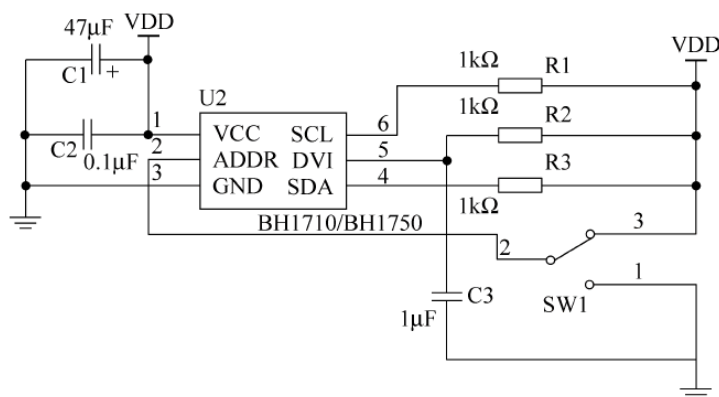 47μF
VDD
C1
+
C2
0.1μF
U2
1
2
3
VCC
SCL
ADDR
DVI
GND
SDA
6
5
4
BH1710/BH1750
1kΩ
R1
1kΩ
R2
R3
1kΩ
VDD
2
3
1
SW1
C3
1μF